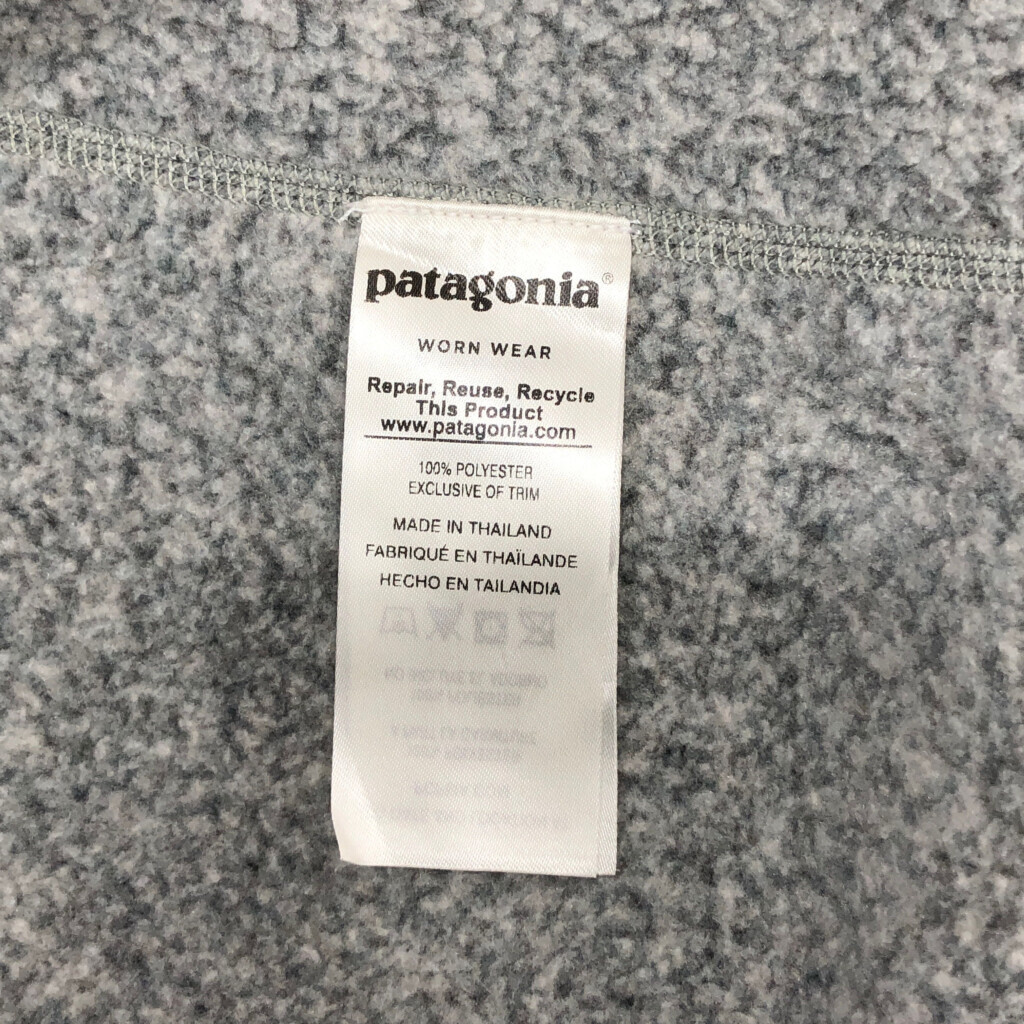 patagonia®
WORN WEAR
Repair, Reuse, Recycle
This Product
www.patagonia.com
100% POLYESTER
EXCLUSIVE OF TRIM
MADE IN THAILAND
FABRIQUÉ EN THAÏLANDE
HECHO EN TAILANDIA